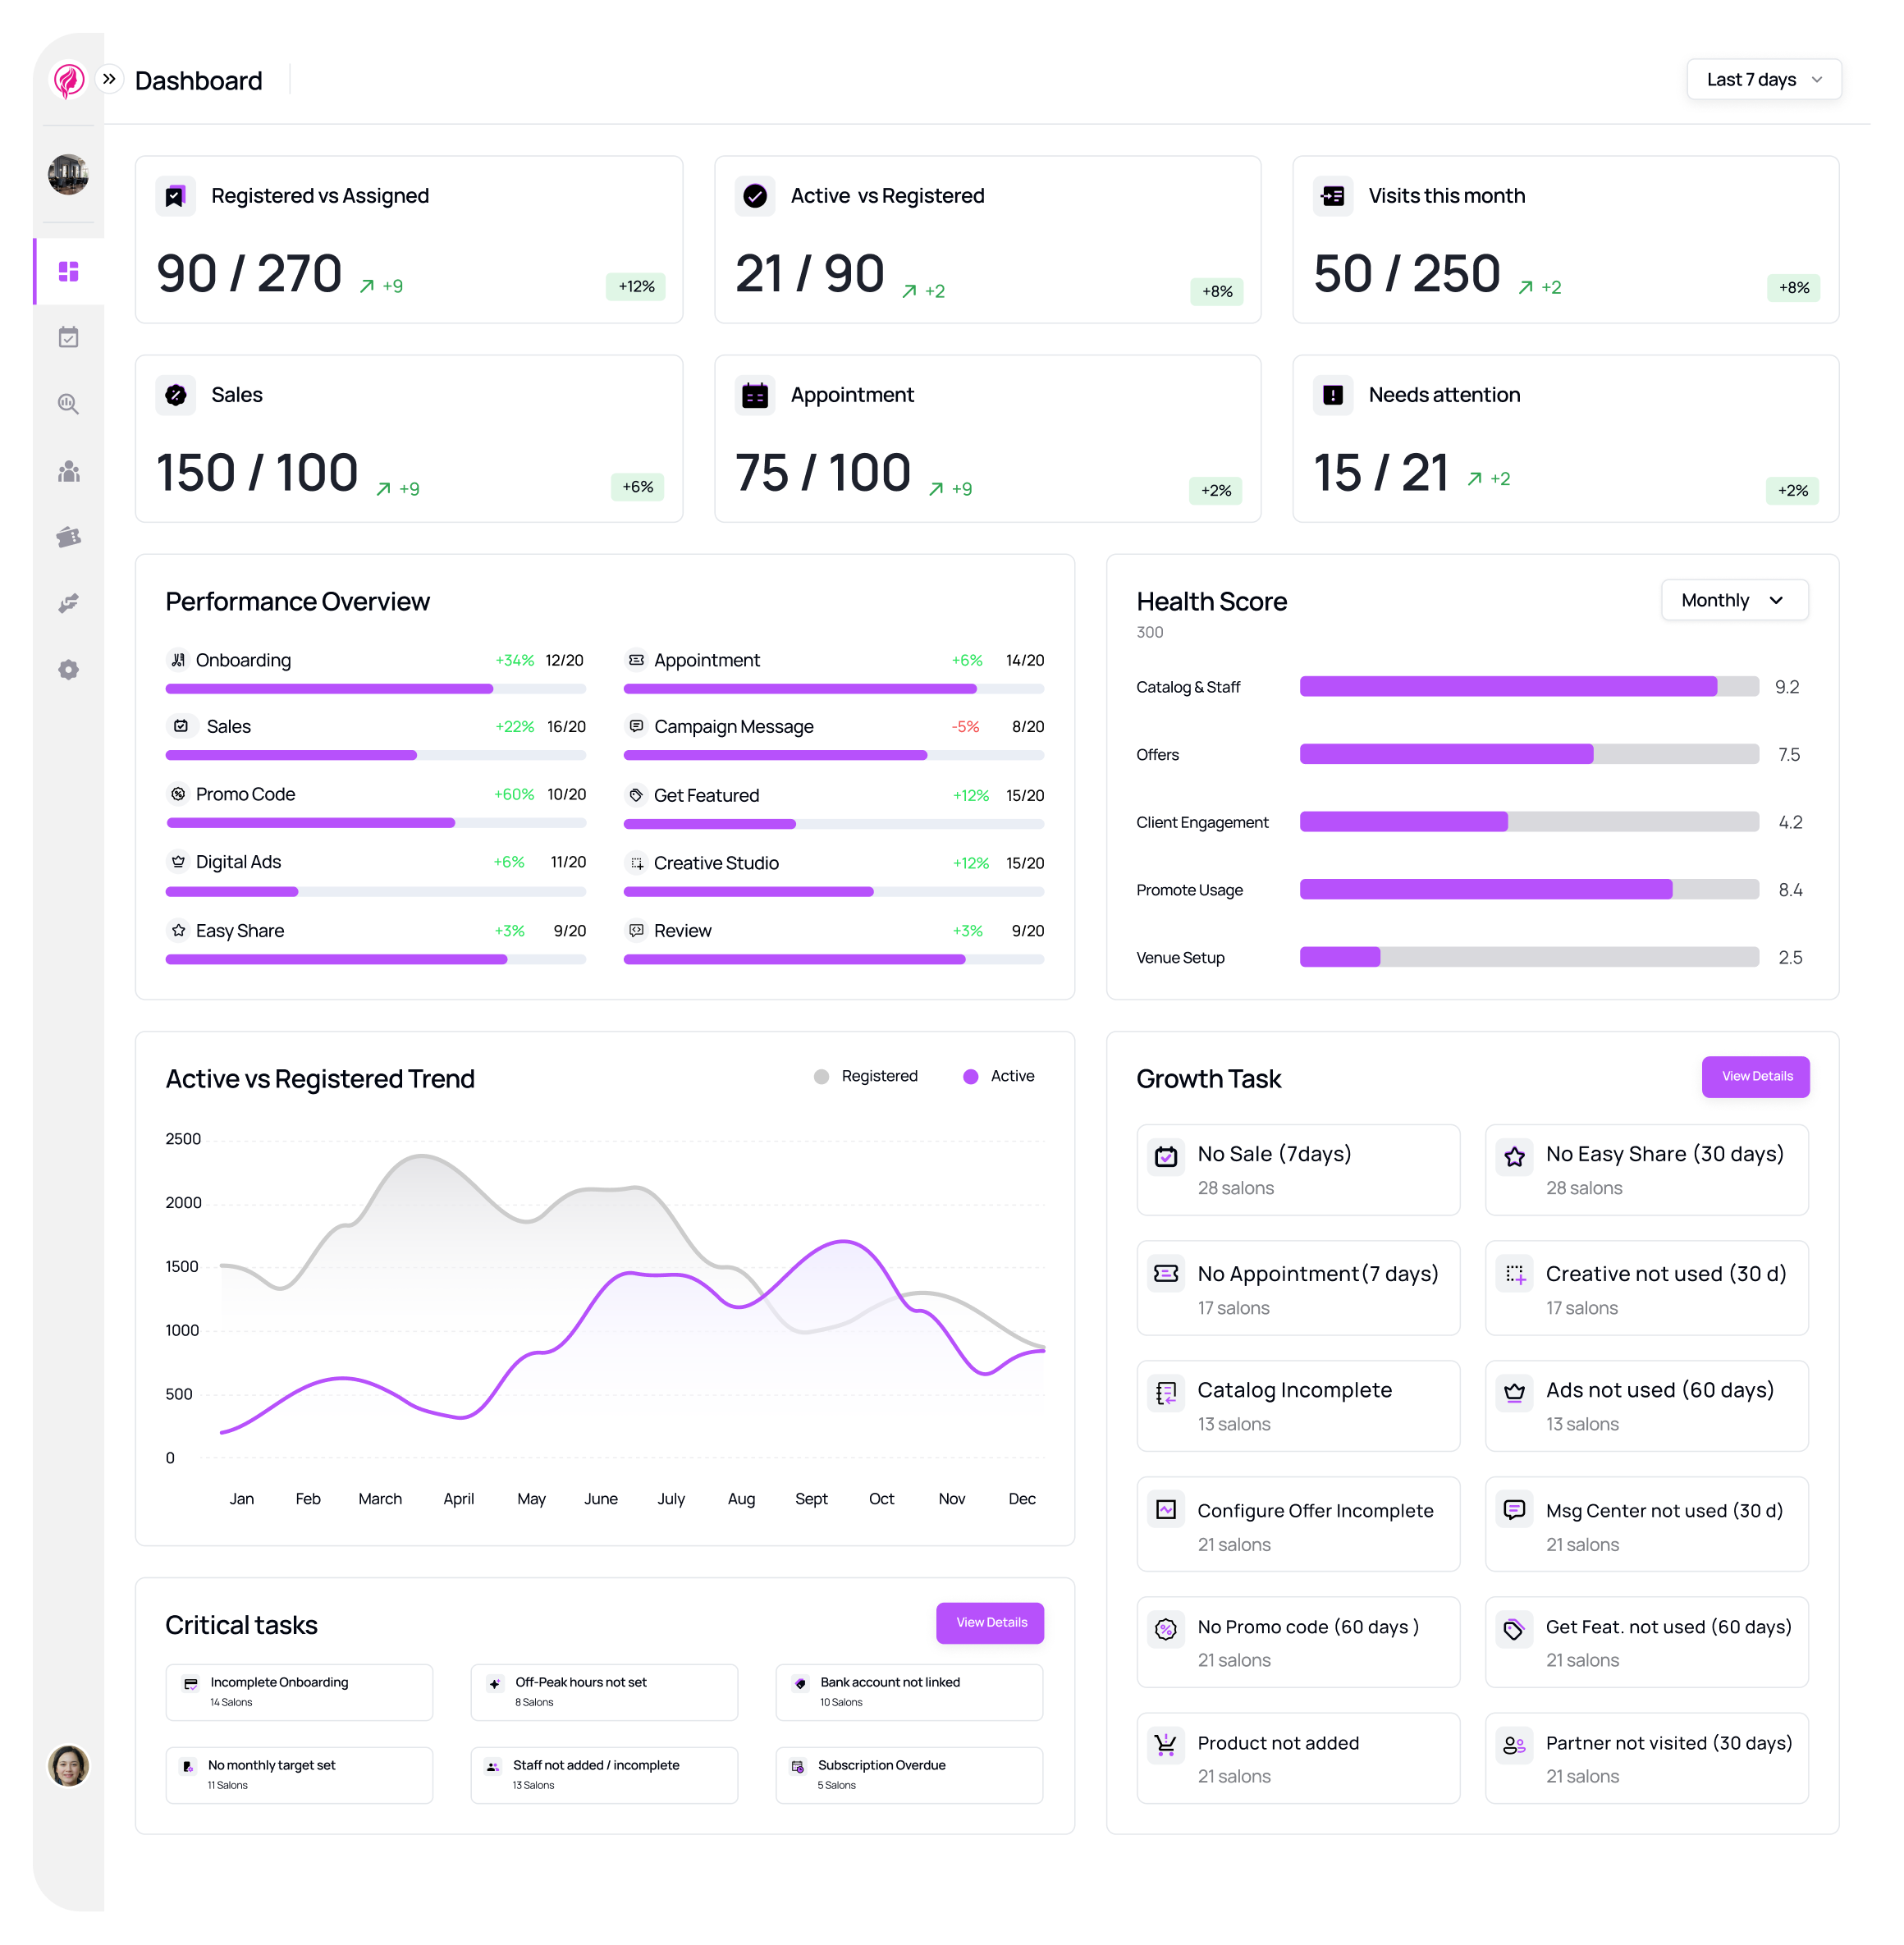 Dashboard
Last 7 days
Registered vs Assigned
90 / 270 +9 +12%
Active vs Registered
21 / 90 +2 +8%
Visits this month
50 / 250 +2 +8%
Sales
150 / 100 +9 +6%
Appointment
75 / 100 +9 +2%
Needs attention
15 / 21 +2 +2%
Performance Overview
Onboarding +34% 12/20
Appointment +6% 14/20
Sales +22% 16/20
Campaign Message -5% 8/20
Promo Code +60% 10/20
Get Featured +12% 15/20
Digital Ads +6% 11/20
Creative Studio +12% 15/20
Easy Share +3% 9/20
Review +3% 9/20
Health Score
Monthly
300
Catalog & Staff 9.2
Offers 7.5
Client Engagement 4.2
Promote Usage 8.4
Venue Setup 2.5
Active vs Registered Trend
Registered Active
2500
2000
1500
1000
500
0
Jan Feb March April May June July Aug Sept Oct Nov Dec
Growth Task
View Details
No Sale (7days)
28 salons
No Easy Share (30 days)
28 salons
No Appointment(7 days)
17 salons
Creative not used (30 d)
17 salons
Catalog Incomplete
13 salons
Ads not used (60 days)
13 salons
Configure Offer Incomplete
21 salons
Msg Center not used (30 d)
21 salons
No Promo code (60 days )
21 salons
Get Feat. not used (60 days)
21 salons
Product not added
21 salons
Partner not visited (30 days)
21 salons
Critical tasks
View Details
Incomplete Onboarding
14 Salons
Off-Peak hours not set
8 Salons
Bank account not linked
10 Salons
No monthly target set
11 Salons
Staff not added / incomplete
13 Salons
Subscription Overdue
5 Salons